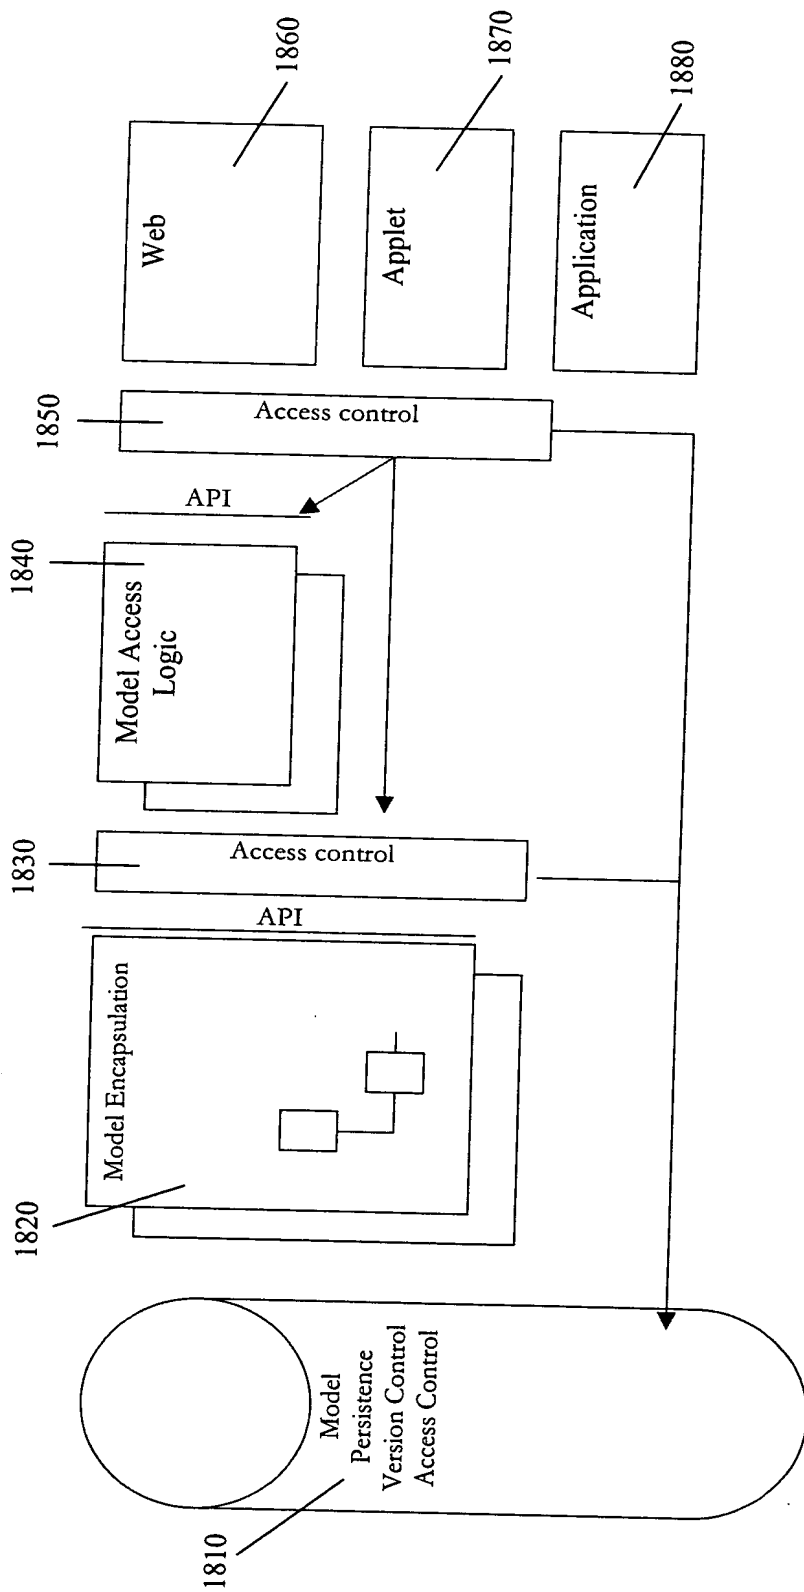 1810
Model
Persistence
Version Control
Access Control
1820
Model Encapsulation
API
1830
Access control
1840
Model Access
Logic
API
1850
Access control
Web
1860
Applet
1870
Application
1880